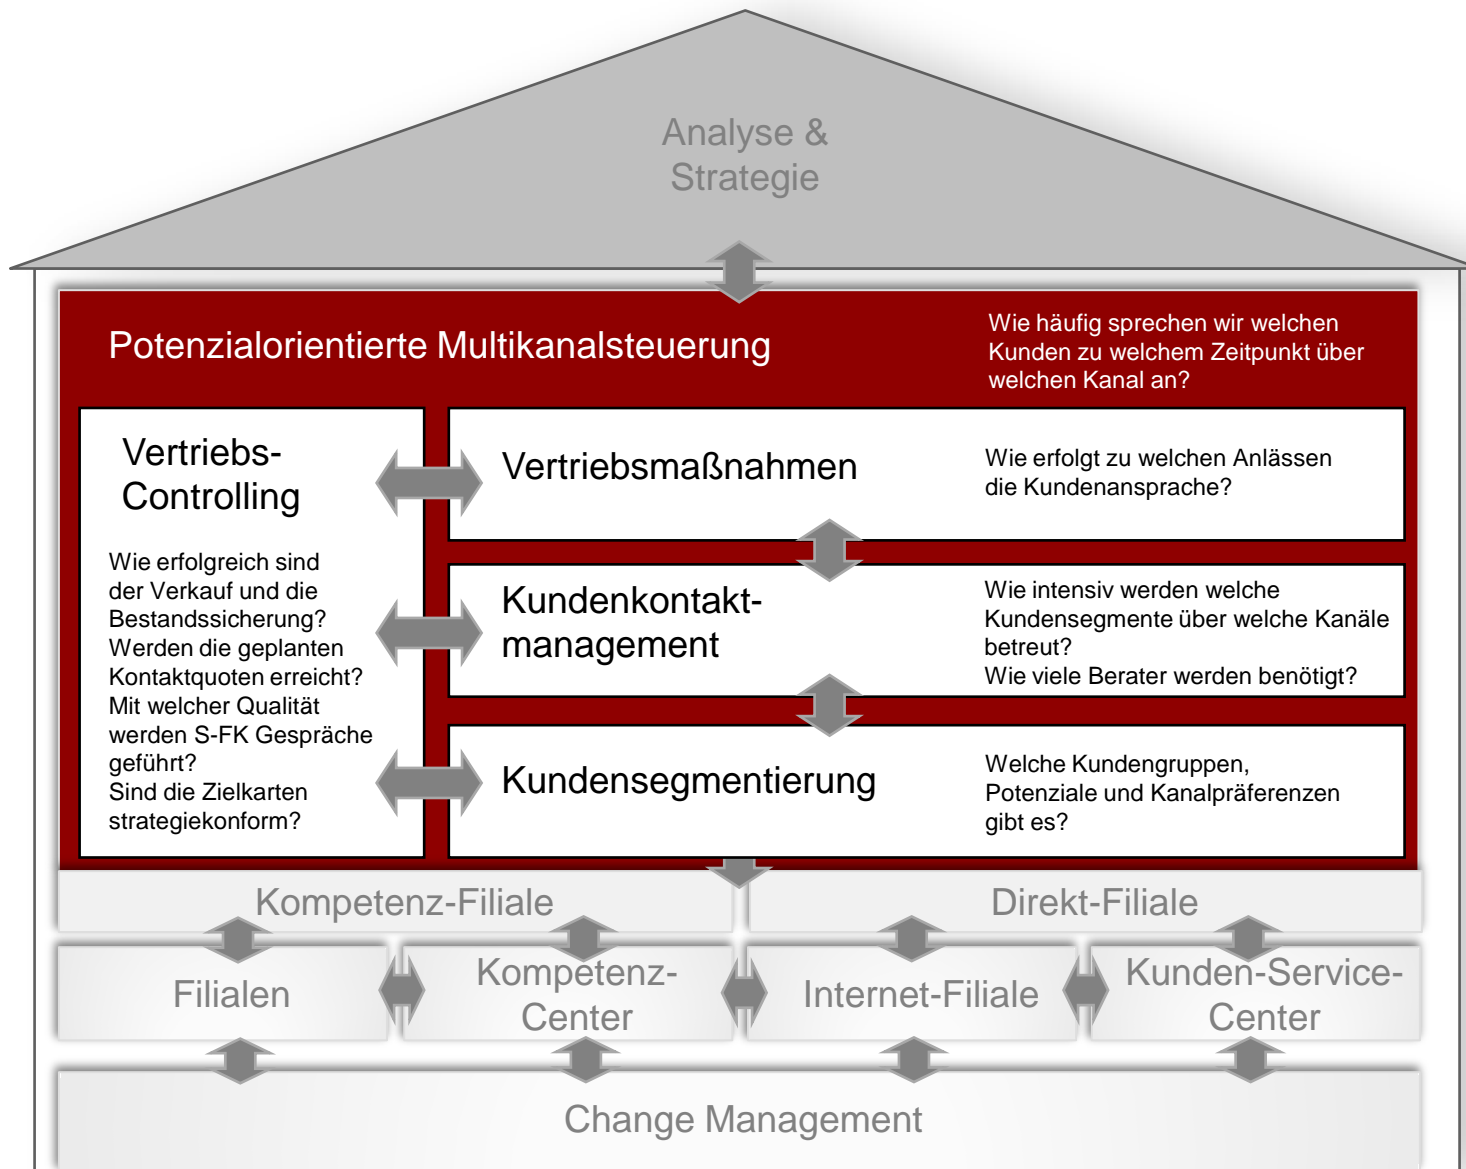 Analyse &
Strategie
Potenzialorientierte Multikanalsteuerung
Wie häufig sprechen wir welchen
Kunden zu welchem Zeitpunkt über
welchen Kanal an?
Vertriebs-
Controlling
Wie erfolgreich sind
der Verkauf und die
Bestandssicherung?
Werden die geplanten
Kontaktquoten erreicht?
Mit welcher Qualität
werden S-FK Gespräche
geführt?
Sind die Zielkarten
strategiekonform?
Vertriebsmaßnahmen
Wie erfolgt zu welchen Anlässen
die Kundenansprache?
Kundenkontakt-
management
Wie intensiv werden welche
Kundensegmente über welche Kanäle
betreut?
Wie viele Berater werden benötigt?
Kundensegmentierung
Welche Kundengruppen,
Potenziale und Kanalpräferenzen
gibt es?
Kompetenz-Filiale
Direkt-Filiale
Filialen
Kompetenz-
Center
Internet-Filiale
Kunden-Service-
Center
Change Management